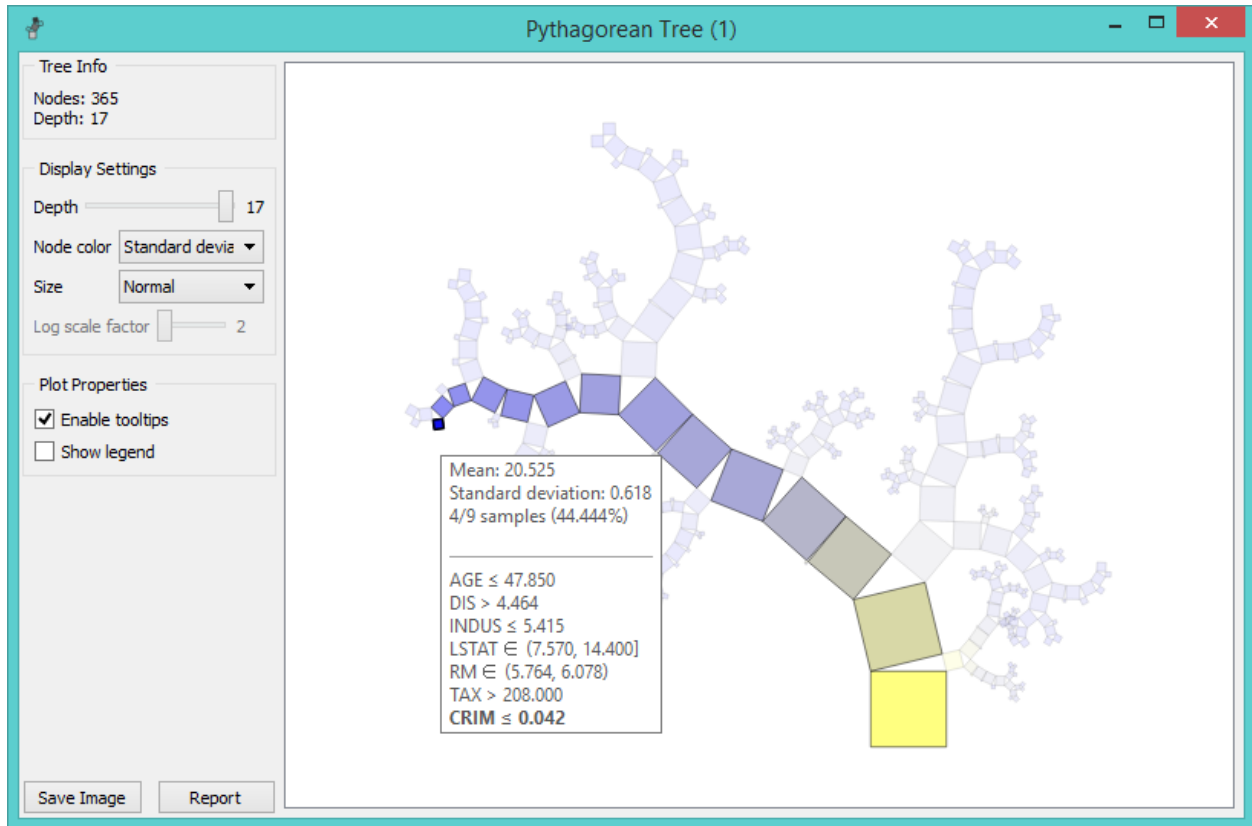 Pythagorean Tree (1)
Tree Info
Nodes: 365
Depth: 17
Display Settings
Depth 17
Node color Standard devia
Size Normal
Log scale factor 2
Plot Properties
Enable tooltips
Show legend
Mean: 20.525
Standard deviation: 0.618
4/9 samples (44.444%)
AGE ≤ 47.850
DIS > 4.464
INDUS ≤ 5.415
LSTAT ∈ (7.570, 14.400]
RM ∈ (5.764, 6.078)
TAX > 208.000
CRIM ≤ 0.042
Save Image Report